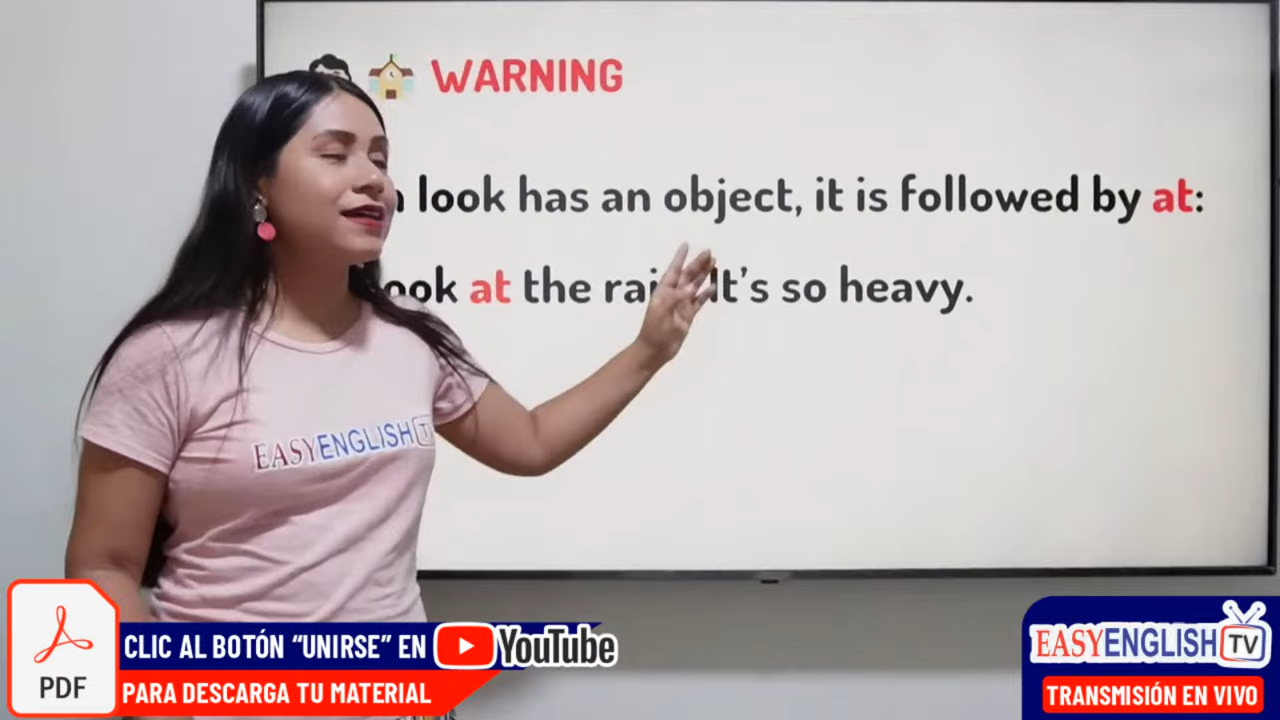 WARNING
look has an object, it is followed by at:
at the It's so heavy.
EASYENGLISH T
PDF
CLIC AL BOTÓN “UNIRSE” EN YouTube
PARA DESCARGA TU MATERIAL
EASYENGLISH TV
TRANSMISIÓN EN VIVO